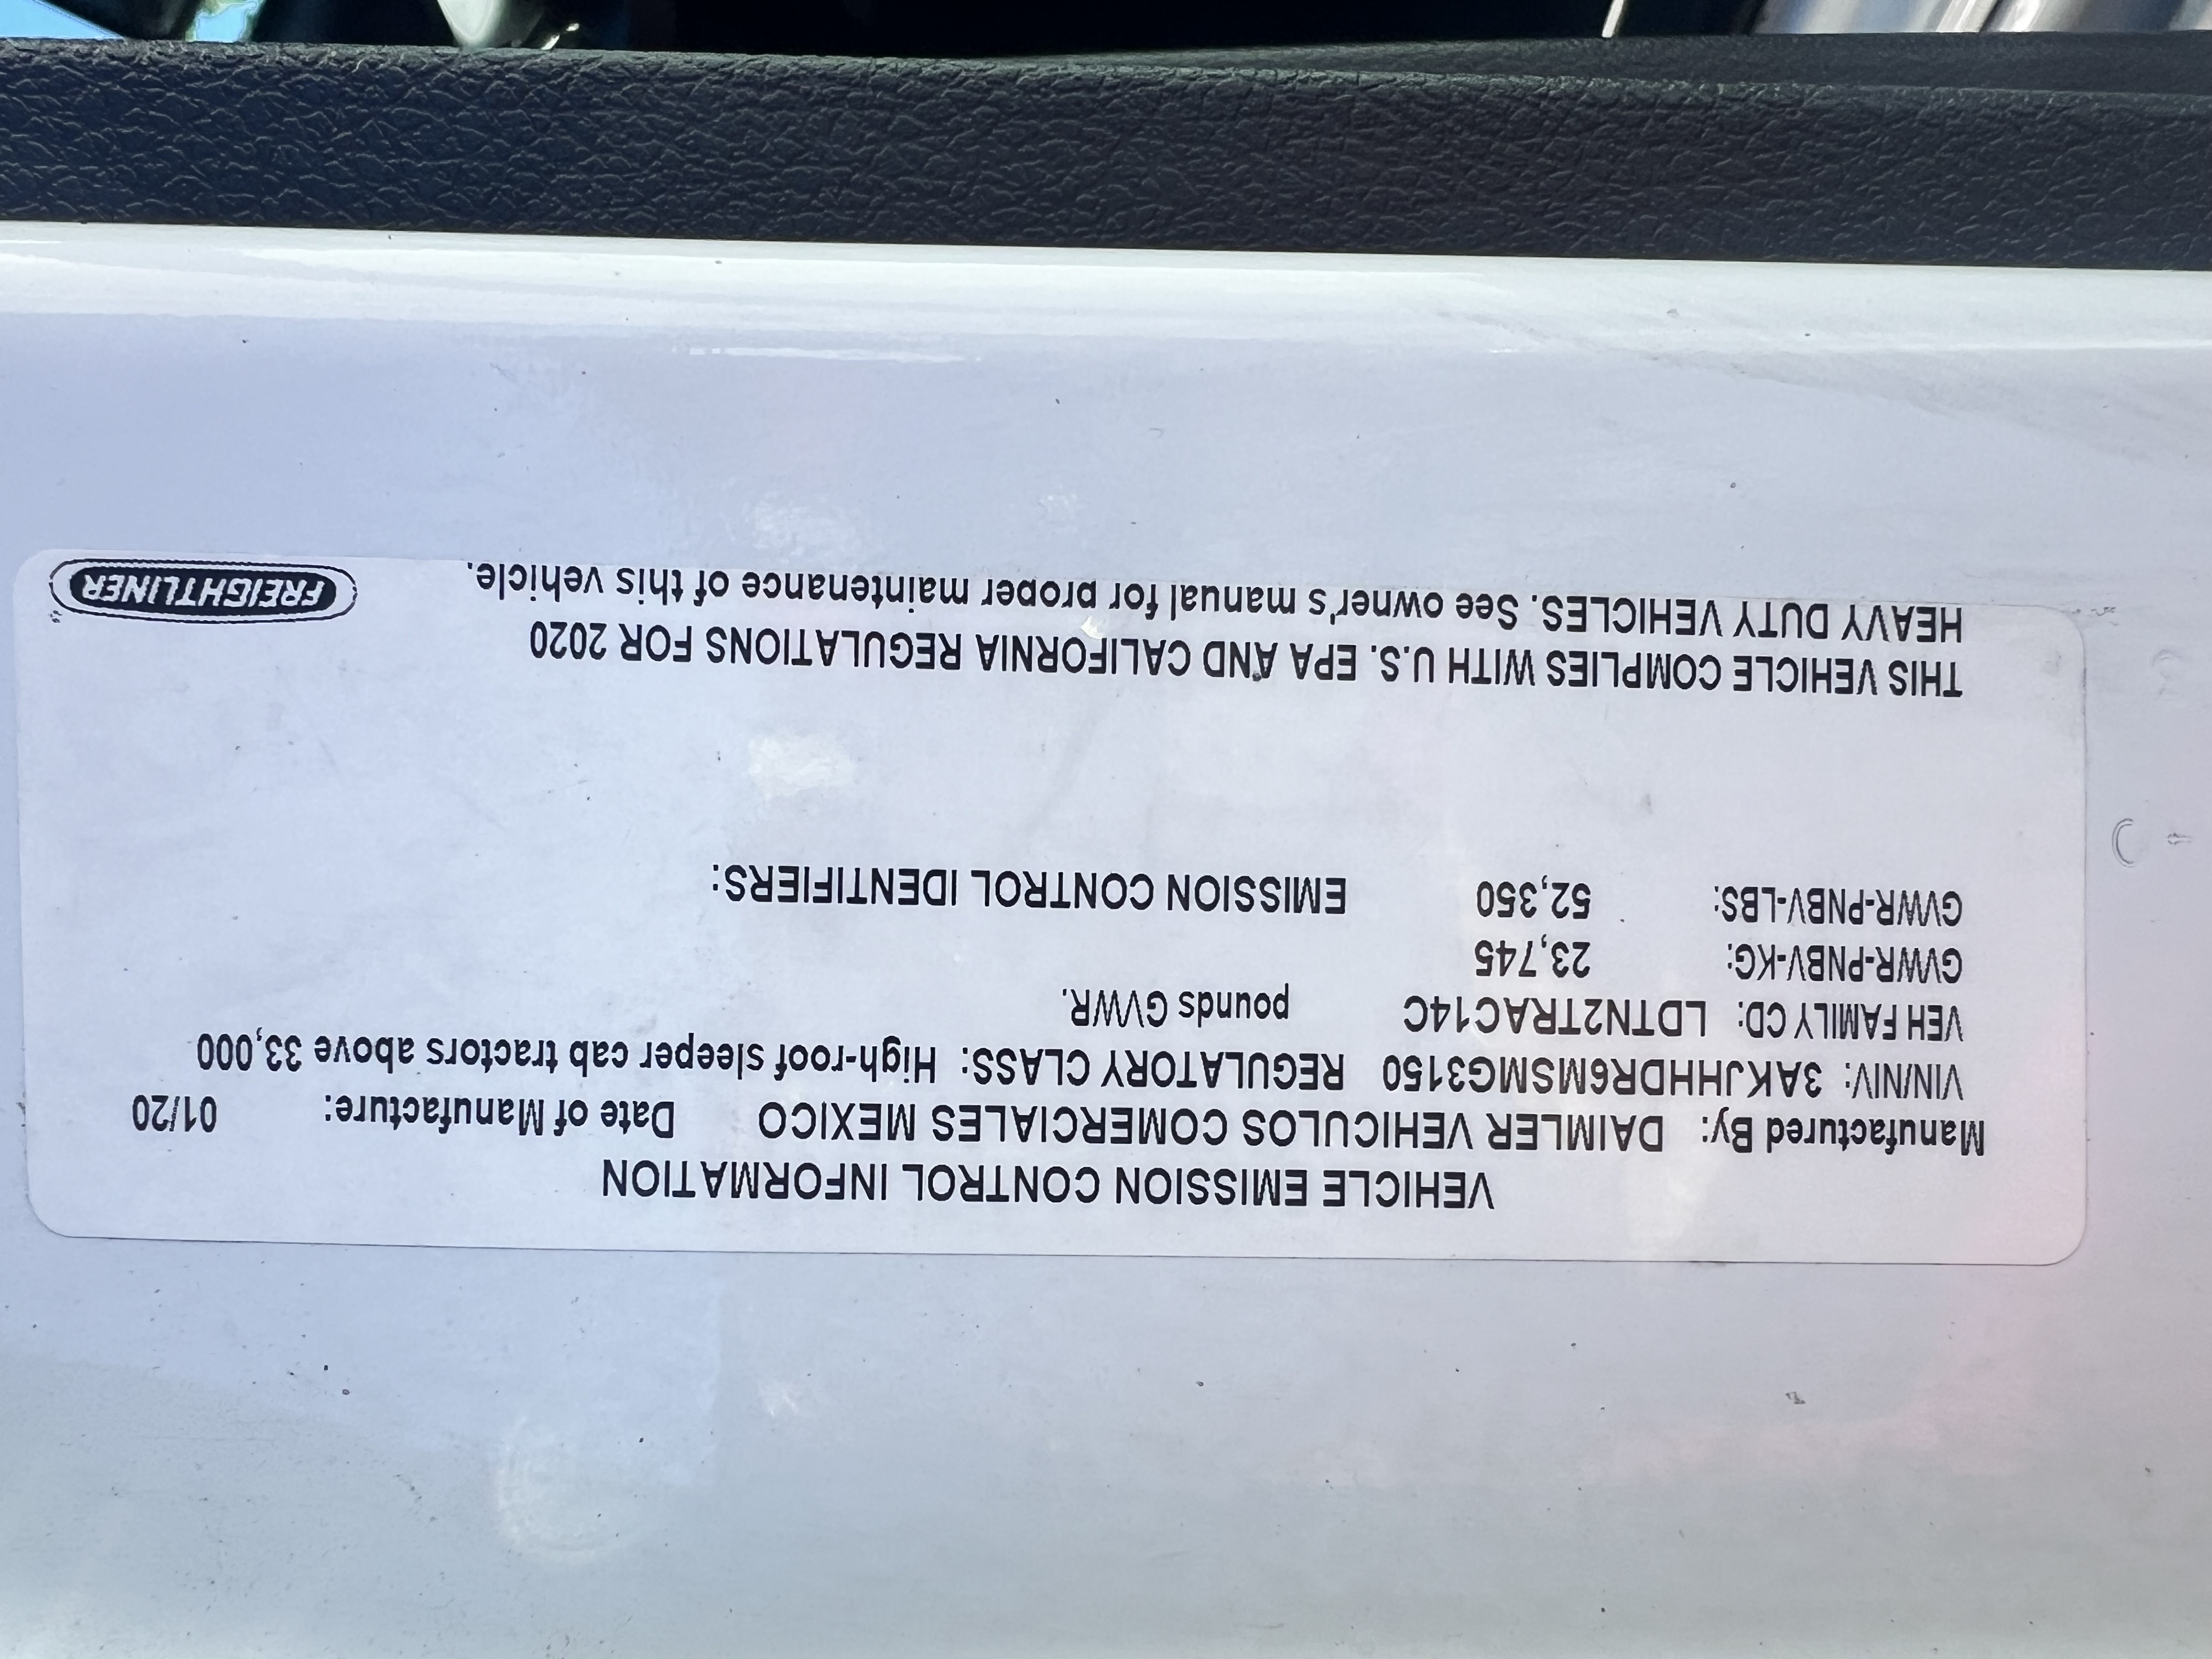 VEHICLE EMISSION CONTROL INFORMATION
Manufactured By: DAIMLER VEHICULOS COMERCIALES MEXICO Date of Manufacture: 01/20
VIN/NIV: 3AKJHHDR6MSMG3150 REGULATORY CLASS: High-roof sleeper cab tractors above 33,000
VEH FAMILY CD: LDTN2TRAC14C pounds GVWR.
GVWR-PNBV-KG: 23,745
GVWR-PNBV-LBS: 52,350 EMISSION CONTROL IDENTIFIERS:
THIS VEHICLE COMPLIES WITH U.S. EPA AND CALIFORNIA REGULATIONS FOR 2020
HEAVY DUTY VEHICLES. See owner's manual for proper maintenance of this vehicle.
FREIGHTLINER